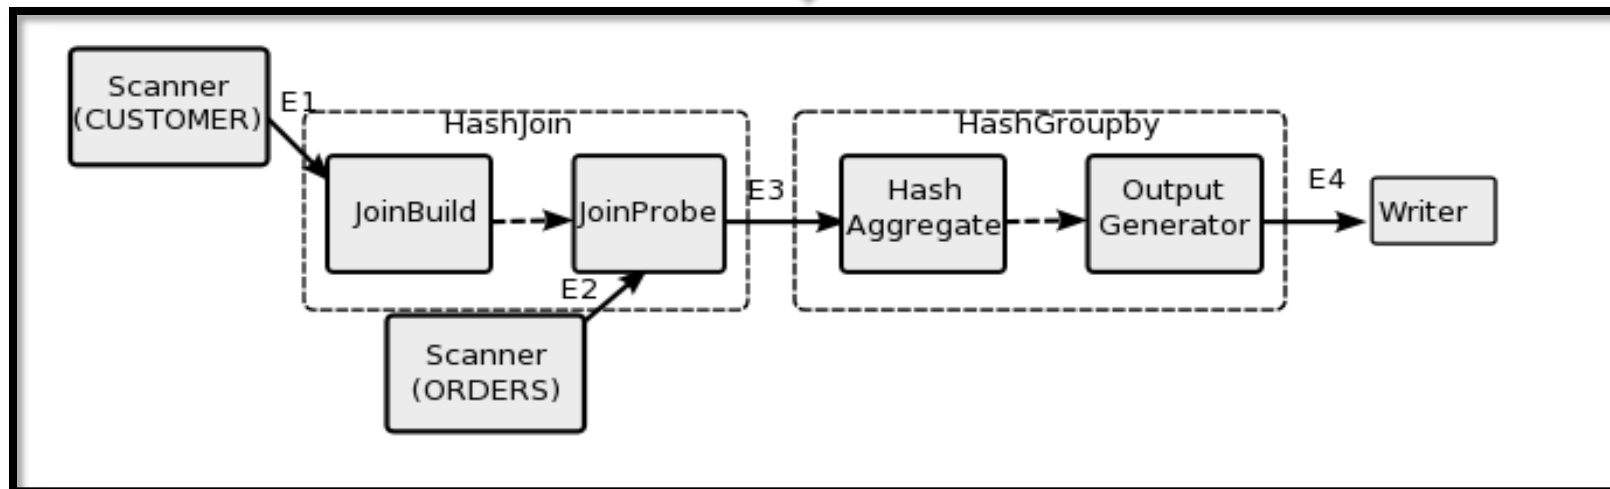 Scanner
(CUSTOMER)
E1
HashJoin
JoinBuild
JoinProbe
E2
Scanner
(ORDERS)
E3
HashGroupby
Hash
Aggregate
Output
Generator
E4
Writer